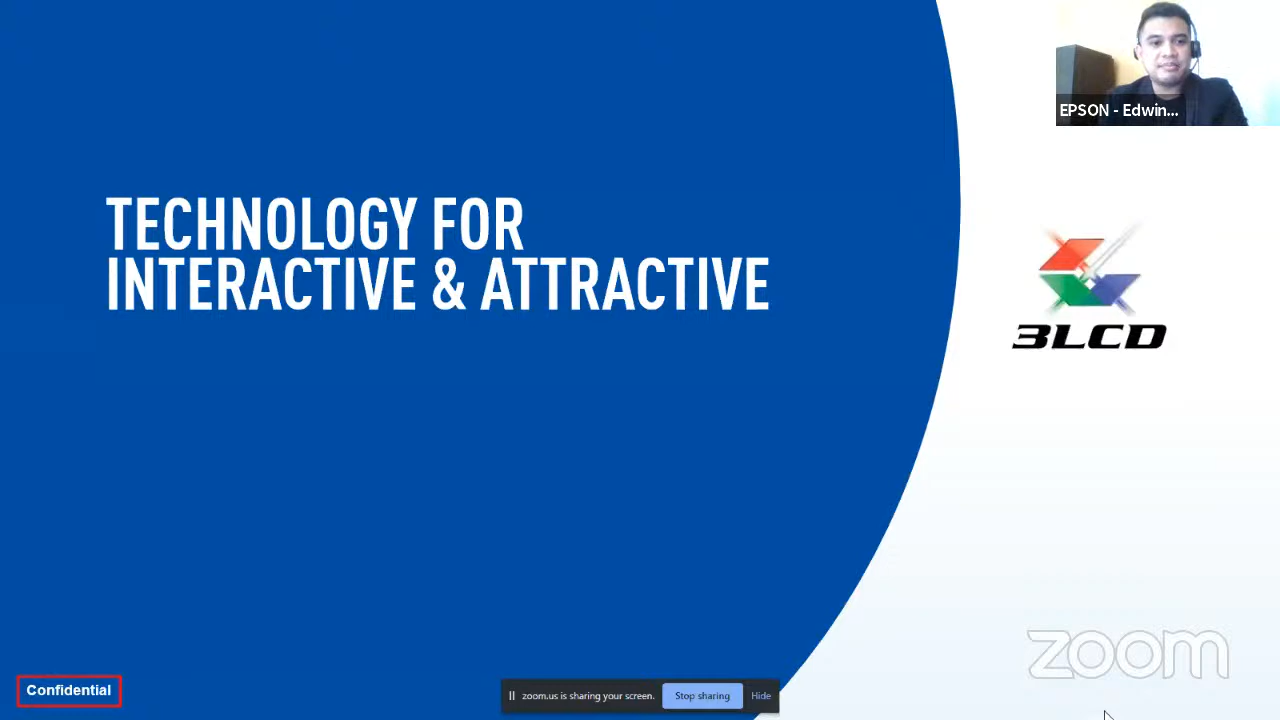 EPSON - Edwin...
TECHNOLOGY FOR
INTERACTIVE & ATTRACTIVE
3LCD
zoom
Confidential
zoom.us is sharing your screen.
Stop sharing
Hide